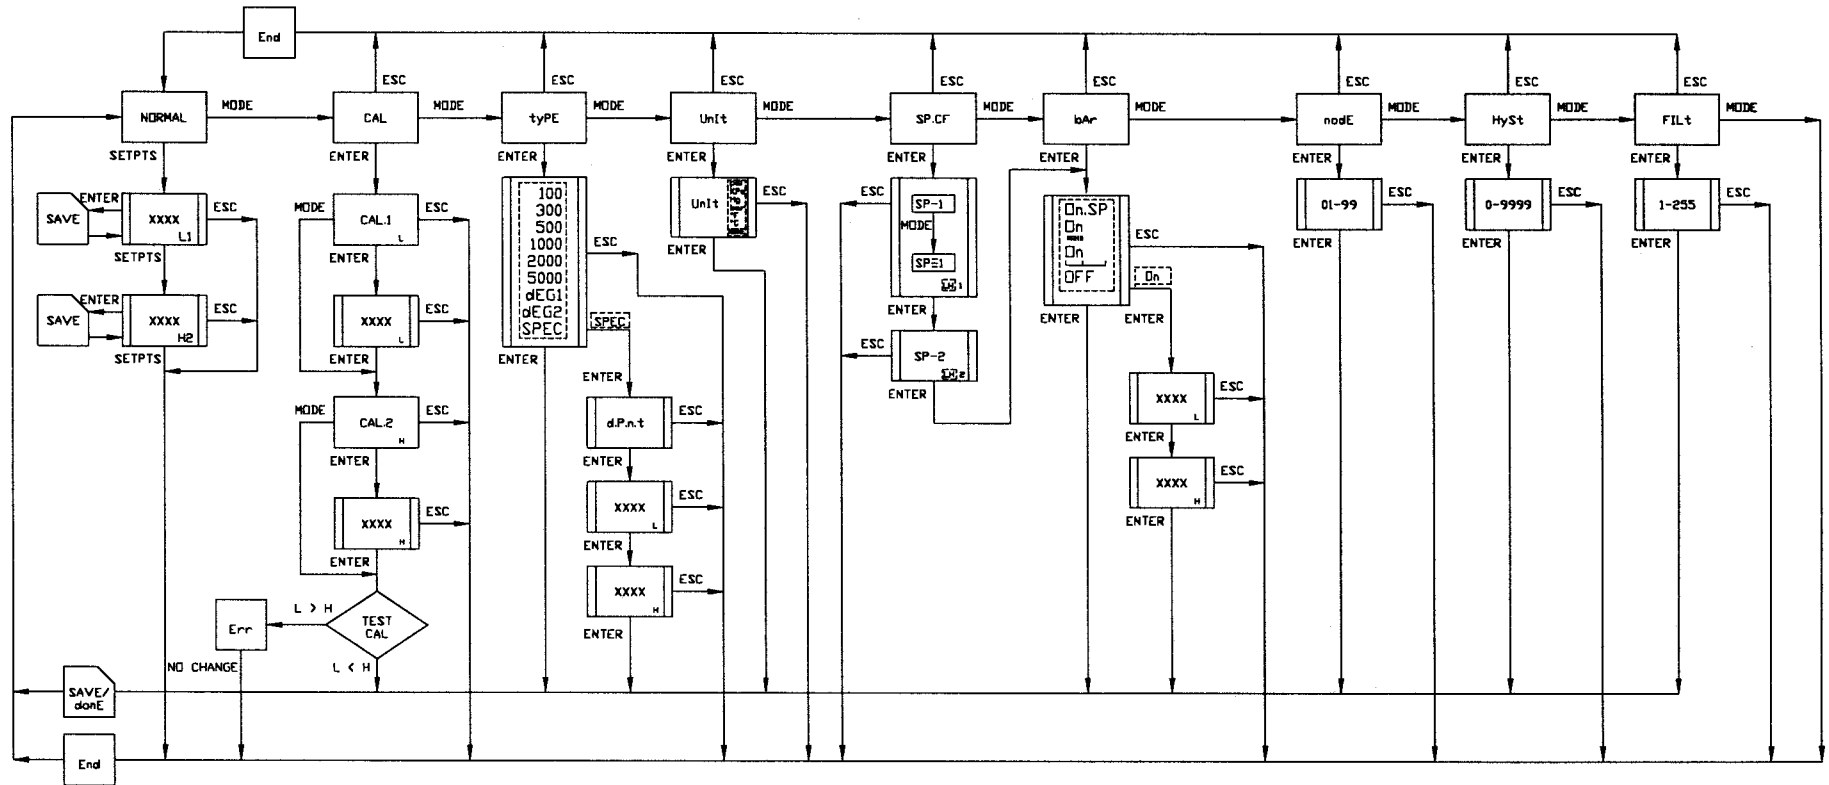 End
ESC
ESC
ESC
ESC
ESC
ESC
ESC
ESC
NORMAL
MODE
CAL
MODE
tyPE
MODE
UnIt
MODE
SP.CF
MODE
bAr
MODE
nodE
MODE
HySt
MODE
FILt
MODE
SETPTS
ENTER
ENTER
ENTER
ENTER
ENTER
ENTER
ENTER
ENTER
SAVE
ENTER
XXXX
L1
ESC
SETPTS
SAVE
ENTER
XXXX
H2
ESC
SETPTS
MODE
CAL.1
L
ESC
ENTER
XXXX
L
ESC
ENTER
MODE
CAL.2
H
ESC
ENTER
XXXX
H
ESC
ENTER
TEST
CAL
L > H
Err
L < H
NO CHANGE
100
300
500
1000
2000
5000
dEG1
dEG2
SPEC
ESC
SPEC
ENTER
ENTER
d.P.n.t
ESC
ENTER
XXXX
L
ESC
ENTER
XXXX
H
ESC
ENTER
UnIt
ESC
ENTER
ESC
SP-1
MODE
SP=1
1
ENTER
ESC
SP-2
2
ENTER
On.SP
On
On
OFF
ESC
On
ENTER
ENTER
XXXX
L
ESC
ENTER
XXXX
H
ESC
ENTER
01-99
ESC
ENTER
0-9999
ESC
ENTER
1-255
ESC
ENTER
SAVE/
donE
End